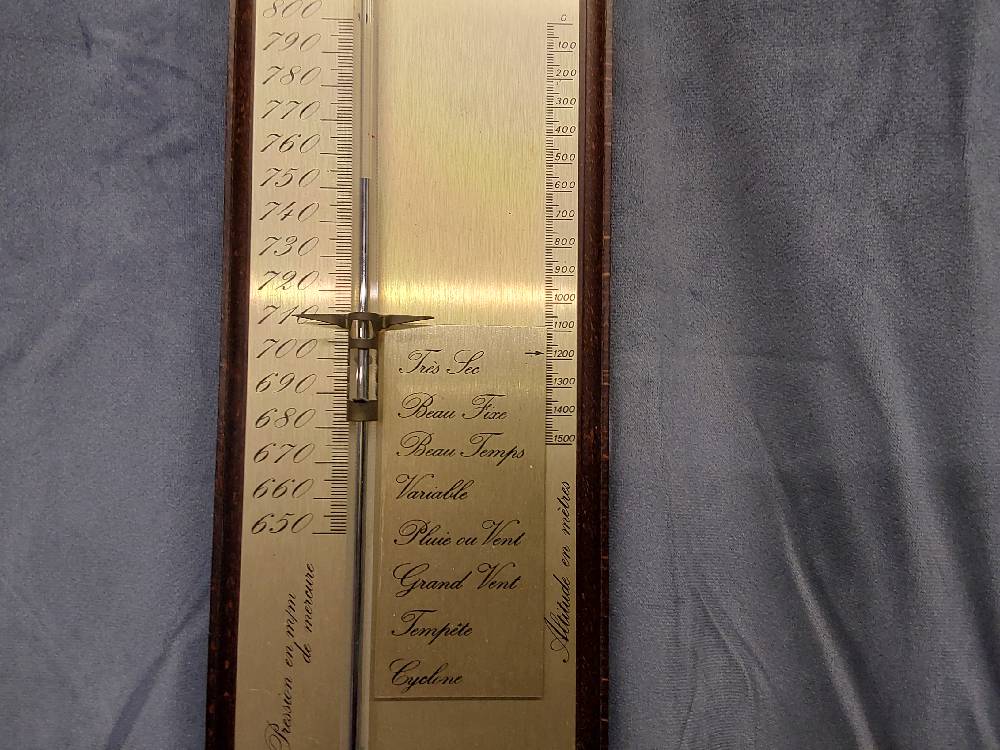 800
790
780
770
760
750
740
730
720
710
700
690
680
670
660
650
Pression en m/m
de mercure
Très Sec
Beau Fixe
Beau Temps
Variable
Pluie ou Vent
Grand Vent
Tempête
Cyclone
0
100
200
300
400
500
600
700
800
900
1000
1100
1200
1300
1400
1500
Altitude en mètres